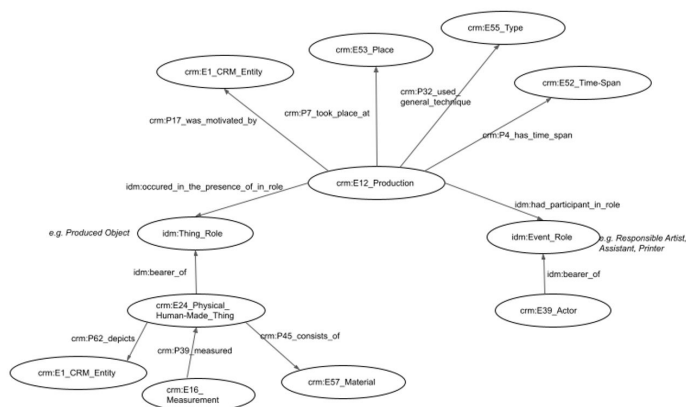 crm:E55_Type
crm:E53_Place
crm:E1_CRM_Entity
crm:E52_Time-Span
crm:P32_used_
general_technique
crm:P7_took_place_at
crm:P17_was_motivated_by
crm:P4_has_time_span
crm:E12_Production
idm:occured_in_the_presence_of_in_role
idm:had_participant_in_role
e.g. Produced Object
idm:Thing_Role
idm:Event_Role
e.g. Responsible Artist,
Assistant, Printer
idm:bearer_of
idm:bearer_of
crm:E24_Physical_
Human-Made_Thing
crm:E39_Actor
crm:P62_depicts
crm:P45_consists_of
crm:P39_measured
crm:E1_CRM_Entity
crm:E57_Material
crm:E16_
Measurement